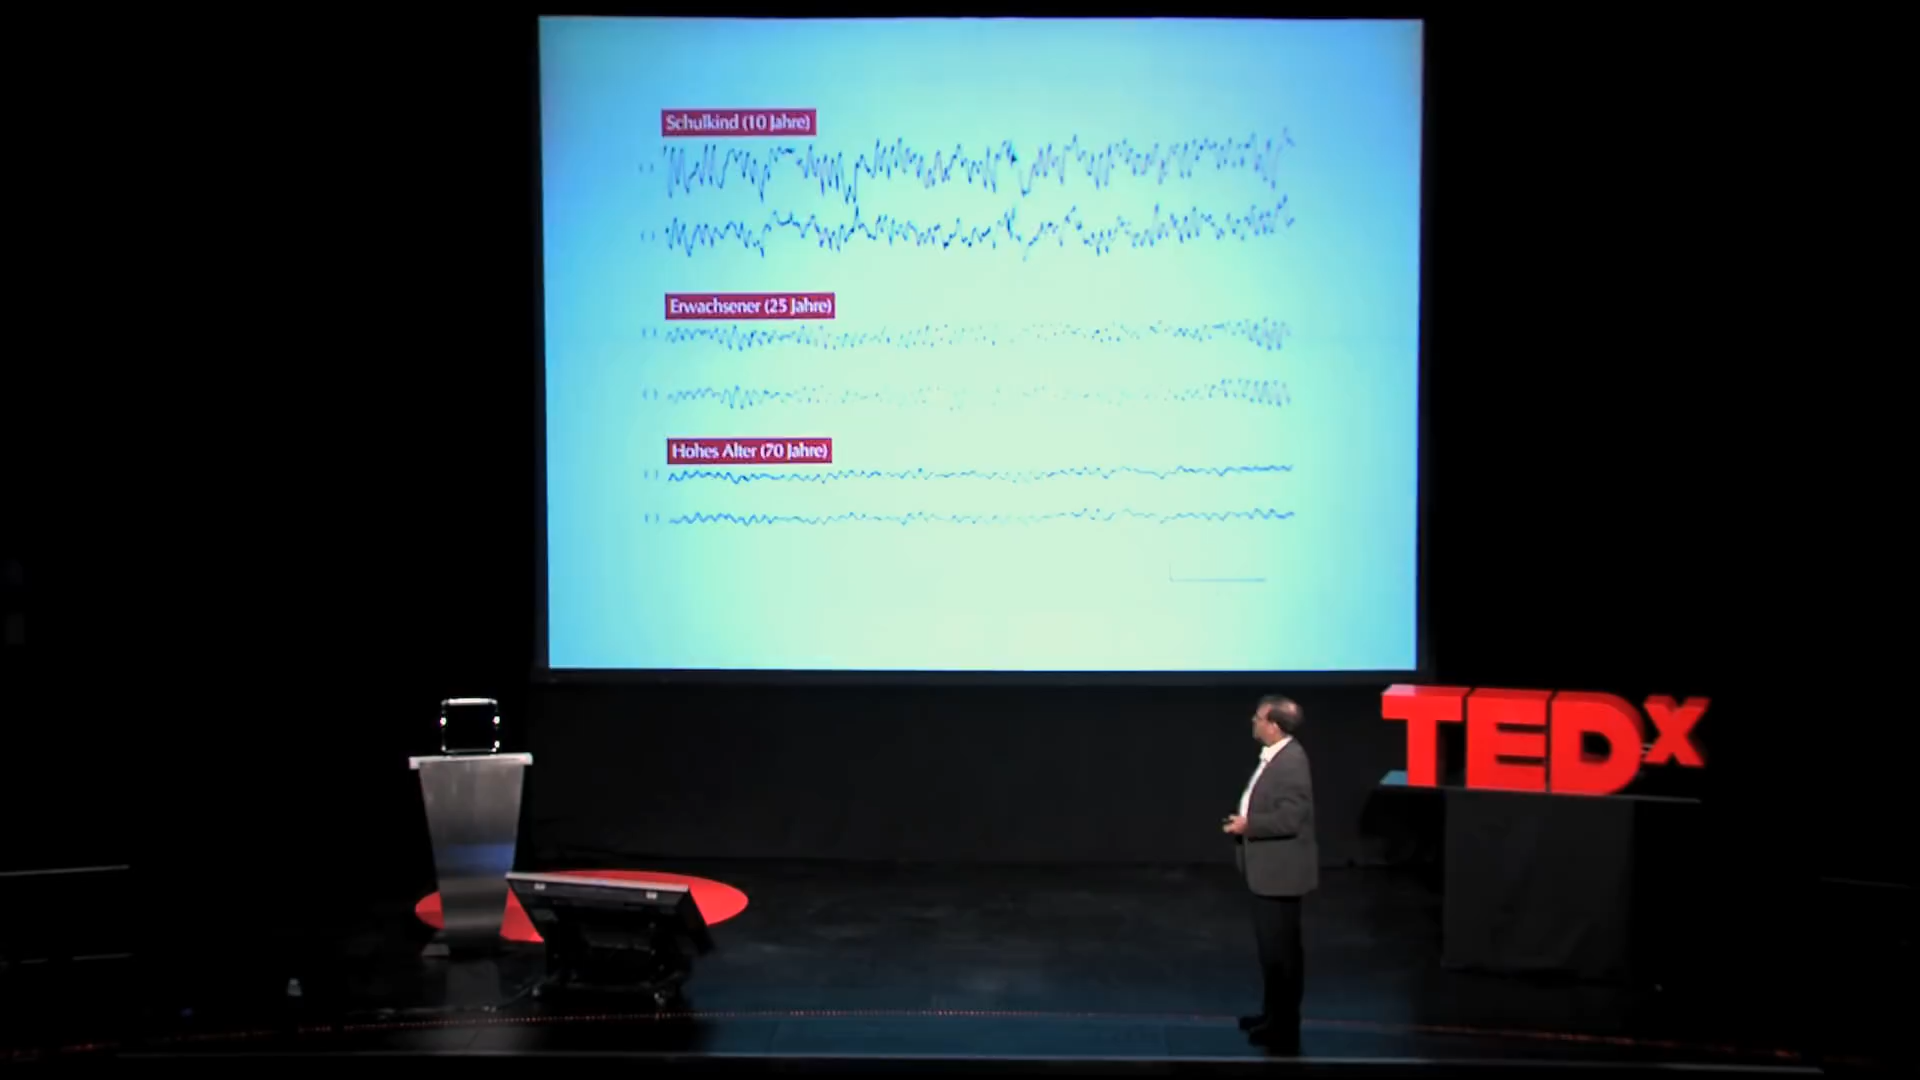 Schulkind (10 Jahre)
Erwachsener (25 Jahre)
Hohes Alter (70 Jahre)
TEDx